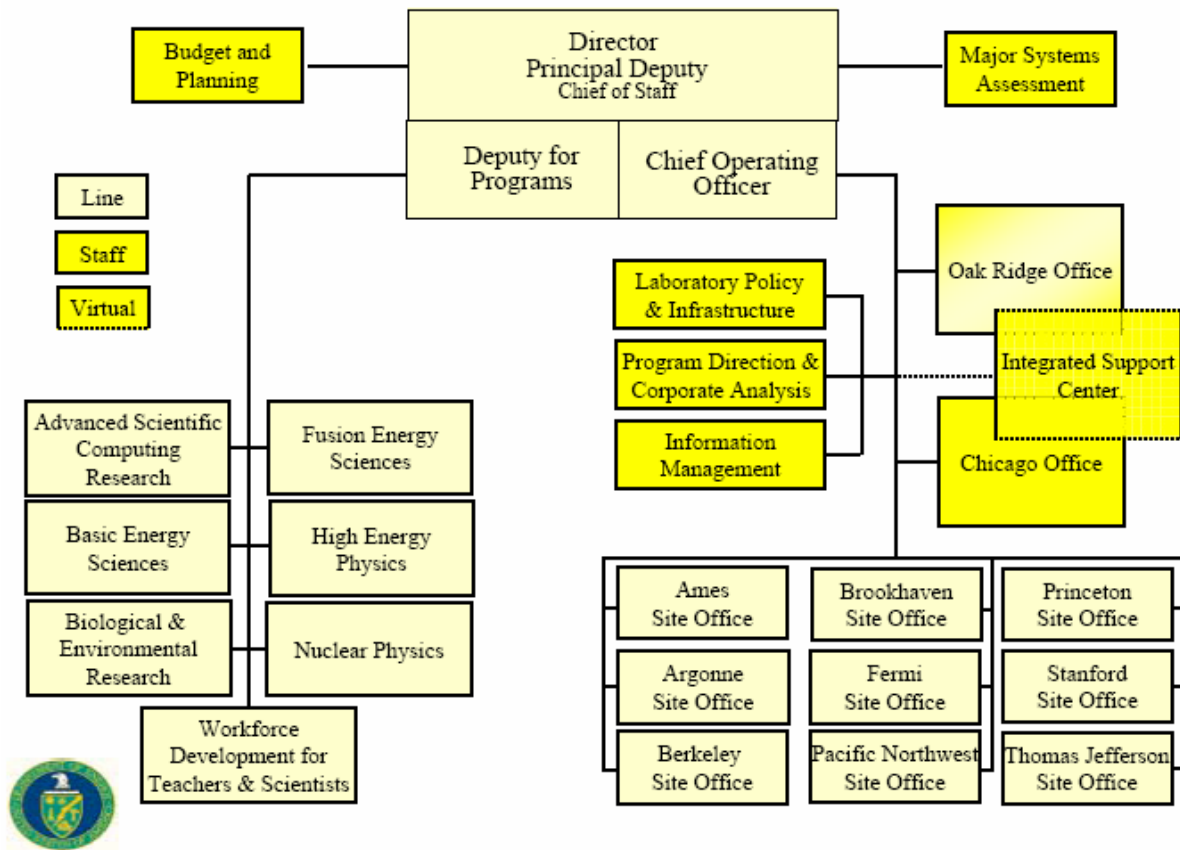 Budget and
Planning
Director
Principal Deputy
Chief of Staff
Major Systems
Assessment
Deputy for
Programs
Chief Operating
Officer
Line
Staff
Virtual
Oak Ridge Office
Laboratory Policy
& Infrastructure
Program Direction &
Corporate Analysis
Integrated Support
Center
Information
Management
Chicago Office
Advanced Scientific
Computing
Research
Fusion Energy
Sciences
Basic Energy
Sciences
High Energy
Physics
Biological &
Environmental
Research
Nuclear Physics
Workforce
Development for
Teachers & Scientists
Ames
Site Office
Brookhaven
Site Office
Princeton
Site Office
Argonne
Site Office
Fermi
Site Office
Stanford
Site Office
Berkeley
Site Office
Pacific Northwest
Site Office
Thomas Jefferson
Site Office